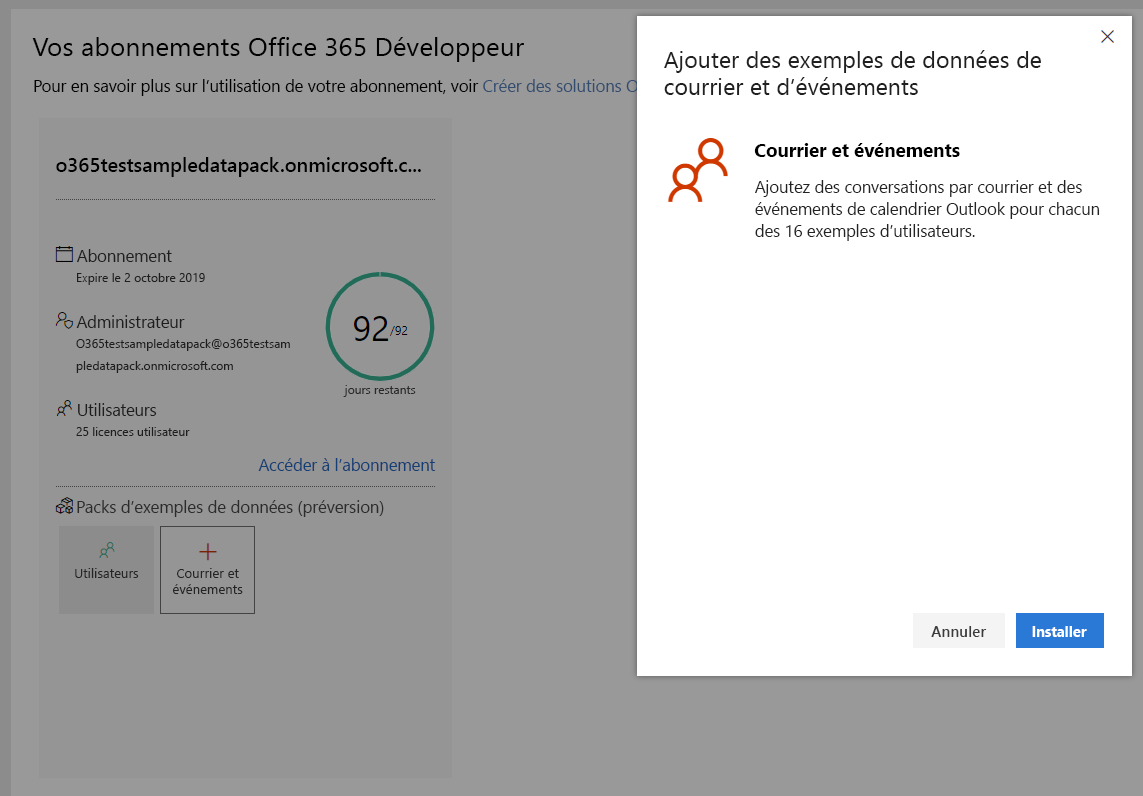 Vos abonnements Office 365 Développeur
Pour en savoir plus sur l’utilisation de votre abonnement, voir Créer des solutions O
o365testsampledatapack.onmicrosoft.c...
Abonnement
Expire le 2 octobre 2019
Administrateur
O365testsampledatapack@o365testsam
pledatapack.onmicrosoft.com
92/92
jours restants
Utilisateurs
25 licences utilisateur
Accéder à l’abonnement
Packs d’exemples de données (préversion)
Utilisateurs
Courrier et
événements
Ajouter des exemples de données de
courrier et d’événements
Courrier et événements
Ajoutez des conversations par courrier et des
événements de calendrier Outlook pour chacun
des 16 exemples d’utilisateurs.
Annuler
Installer